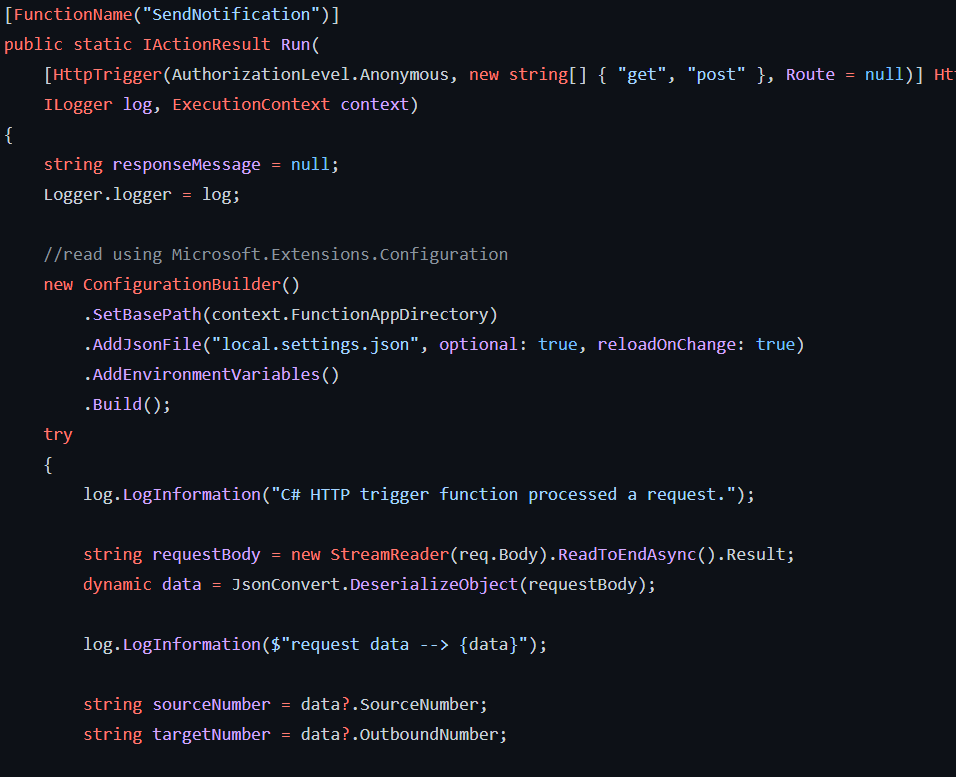 [FunctionName("SendNotification")]
public static IActionResult Run(
    [HttpTrigger(AuthorizationLevel.Anonymous, new string[] { "get", "post" }, Route = null)]
    ILogger log, ExecutionContext context)
{
    string responseMessage = null;
    Logger.logger = log;

    //read using Microsoft.Extensions.Configuration
    new ConfigurationBuilder()
        .SetBasePath(context.FunctionAppDirectory)
        .AddJsonFile("local.settings.json", optional: true, reloadOnChange: true)
        .AddEnvironmentVariables()
        .Build();
    try
    {
        log.LogInformation("C# HTTP trigger function processed a request.");

        string requestBody = new StreamReader(req.Body).ReadToEndAsync().Result;
        dynamic data = JsonConvert.DeserializeObject(requestBody);

        log.LogInformation($"request data --> {data}");

        string sourceNumber = data?.SourceNumber;
        string targetNumber = data?.OutboundNumber;